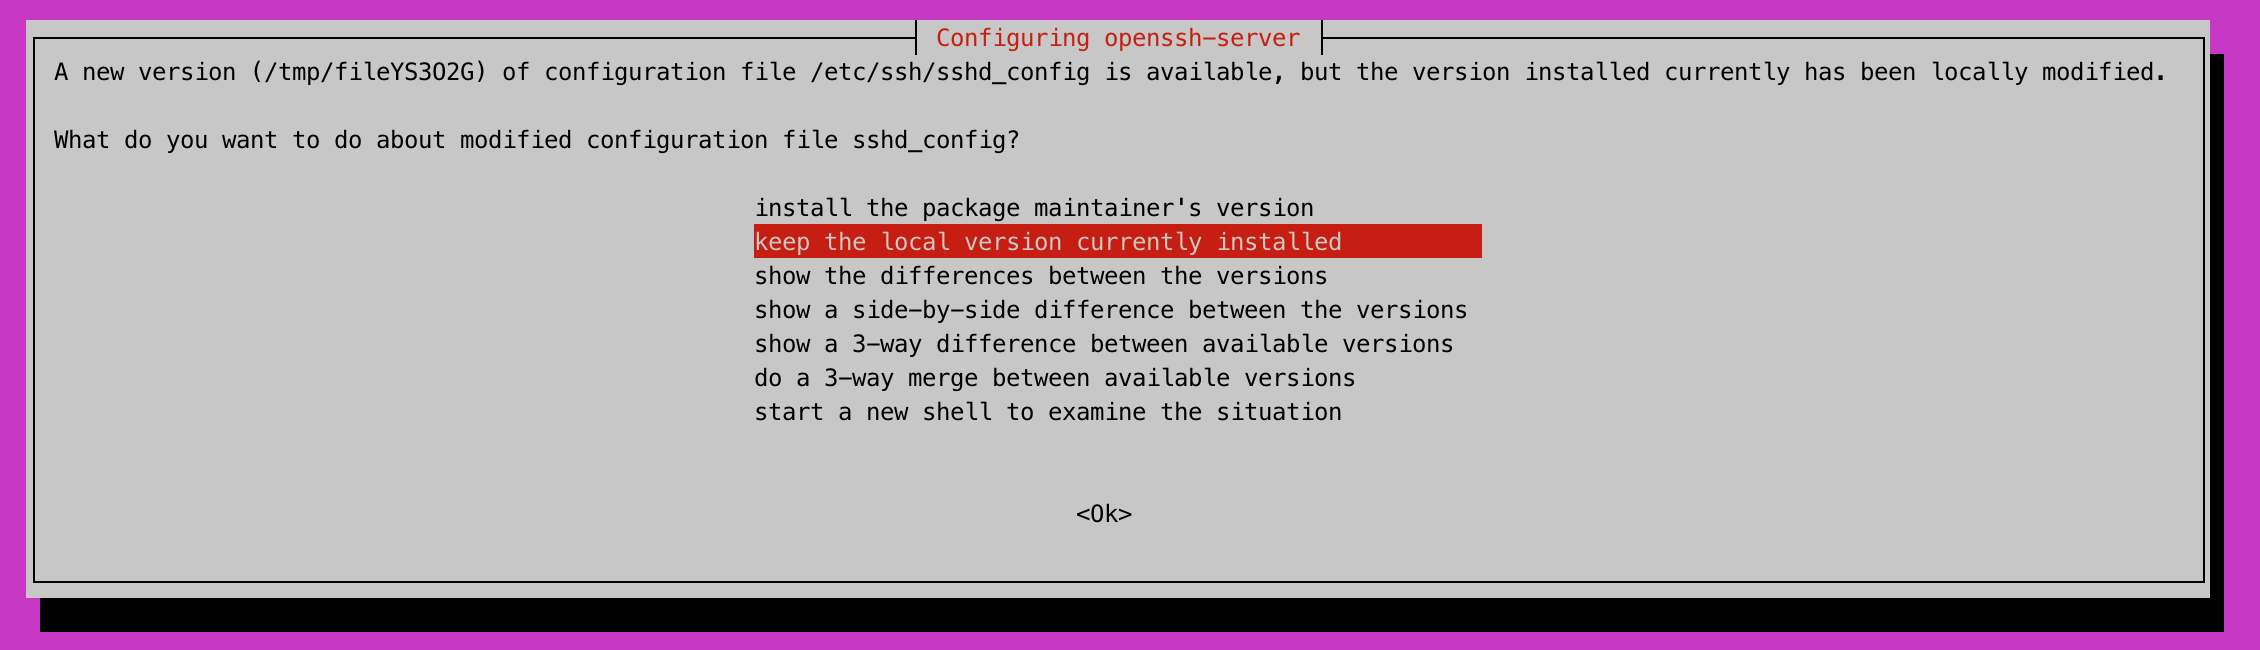 Configuring openssh-server
A new version (/tmp/fileYS3O2G) of configuration file /etc/ssh/sshd_config is available, but the version installed currently has been locally modified.
What do you want to do about modified configuration file sshd_config?
install the package maintainer's version
keep the local version currently installed
show the differences between the versions
show a side-by-side difference between the versions
show a 3-way difference between available versions
do a 3-way merge between available versions
start a new shell to examine the situation
<Ok>